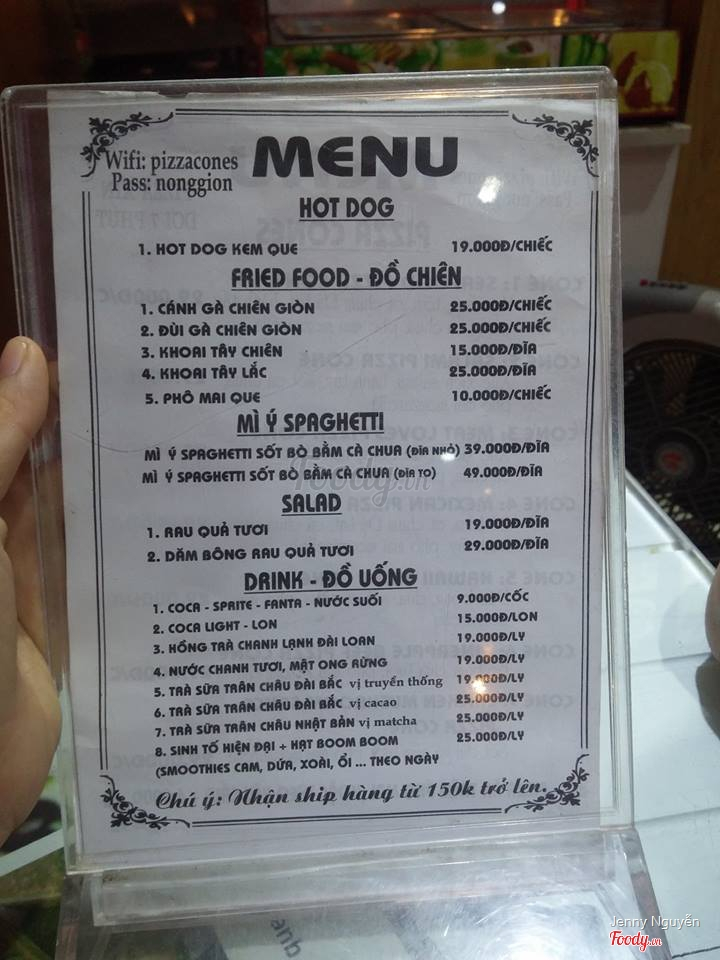 Wifi: pizzacones
Pass: nonggion
MENU
HOT DOG
1. HOT DOG KEM QUE 19.000Đ/CHIẾC
FRIED FOOD - ĐỒ CHIÊN
1. CÁNH GÀ CHIÊN GIÒN 25.000Đ/CHIẾC
2. ĐÙI GÀ CHIÊN GIÒN 25.000Đ/CHIẾC
3. KHOAI TÂY CHIÊN 15.000Đ/ĐĨA
4. KHOAI TÂY LẮC 25.000Đ/ĐĨA
5. PHÔ MAI QUE 10.000Đ/CHIẾC
MÌ Ý SPAGHETTI
MÌ Ý SPAGHETTI SỐT BÒ BẰM CÀ CHUA (ĐĨA NHỎ) 39.000Đ/ĐĨA
MÌ Ý SPAGHETTI SỐT BÒ BẰM CÀ CHUA (ĐĨA TO) 49.000Đ/ĐĨA
Foody.vn
SALAD
1. RAU QUẢ TƯƠI 19.000Đ/ĐĨA
2. DĂM BÔNG RAU QUẢ TƯƠI 29.000Đ/ĐĨA
DRINK - ĐỒ UỐNG
1. COCA - SPRITE - FANTA - NƯỚC SUỐI 9.000Đ/CỐC
2. COCA LIGHT - LON 15.000Đ/LON
3. HỒNG TRÀ CHANH LẠNH ĐÀI LOAN 19.000Đ/LY
4. NƯỚC CHANH TƯƠI, MẬT ONG RỪNG 19.000Đ/LY
5. TRÀ SỮA TRÂN CHÂU ĐÀI BẮC vị truyền thống 19.000Đ/LY
6. TRÀ SỮA TRÂN CHÂU ĐÀI BẮC vị cacao 25.000Đ/LY
7. TRÀ SỮA TRÂN CHÂU NHẬT BẢN vị matcha 25.000Đ/LY
8. SINH TỐ HIỆN ĐẠI + HẠT BOOM BOOM 25.000Đ/LY
(SMOOTHIES CAM, DỨA, XOÀI, ỔI ... THEO NGÀY
Chú ý: Nhận ship hàng từ 150k trở lên.
Jenny Nguyễn
Foody.vn